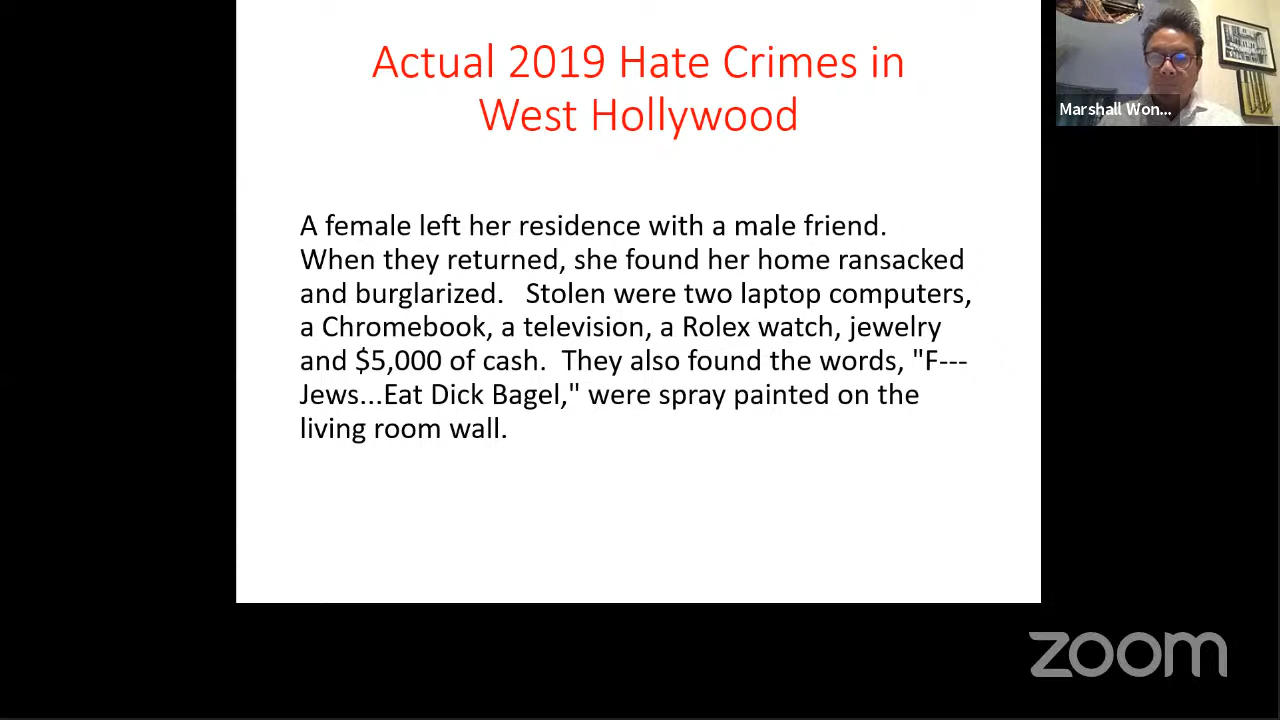 Actual 2019 Hate Crimes in
West Hollywood
Marshall Won...
A female left her residence with a male friend.
When they returned, she found her home ransacked
and burglarized.   Stolen were two laptop computers,
a Chromebook, a television, a Rolex watch, jewelry
and $5,000 of cash.  They also found the words, "F---
Jews...Eat Dick Bagel," were spray painted on the
living room wall.
zoom